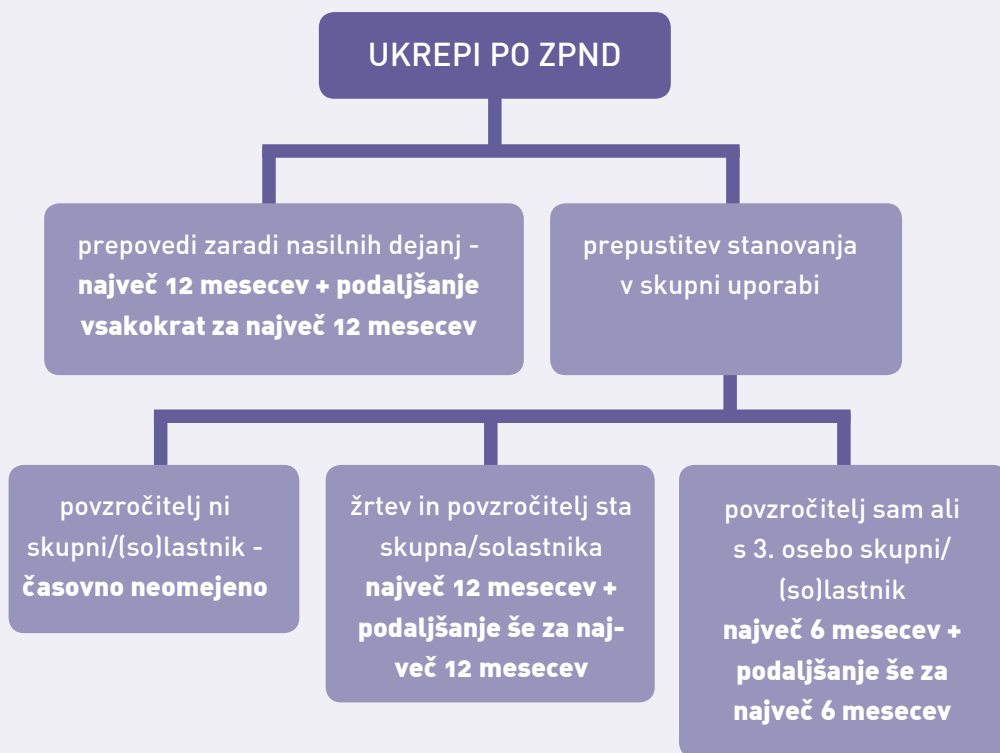 UKREPI PO ZPND
prepovedi zaradi nasilnih dejanj -
največ 12 mesecev + podaljšanje
vsakokrat za največ 12 mesecev
prepustitev stanovanja
v skupni uporabi
povzročitelj ni
skupni/(so)lastnik -
časovno neomejeno
žrtev in povzročitelj sta
skupna/solastnika
največ 12 mesecev +
podaljšanje še za naj-
več 12 mesecev
povzročitelj sam ali
s 3. osebo skupni/
(so)lastnik
največ 6 mesecev +
podaljšanje še za
največ 6 mesecev